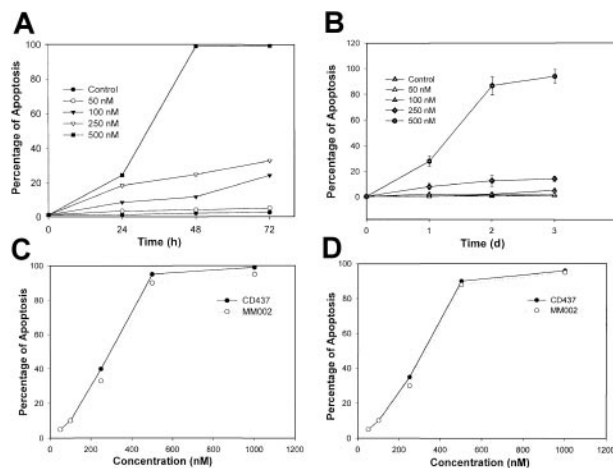 A
Percentage of Apoptosis
100
80
60
40
20
0
Control
50 nM
100 nM
250 nM
500 nM
0 24 48 72
Time (h)
B
Percentage of Apoptosis
120
100
80
60
40
20
0
Control
50 nM
100 nM
250 nM
500 nM
0 1 2 3
Time (d)
C
Percentage of Apoptosis
100
80
60
40
20
0
CD437
MM002
0 200 400 600 800 1000 1200
Concentration (nM)
D
Percentage of Apoptosis
100
80
60
40
20
0
CD437
MM002
0 200 400 600 800 1000 1200
Concentration (nM)